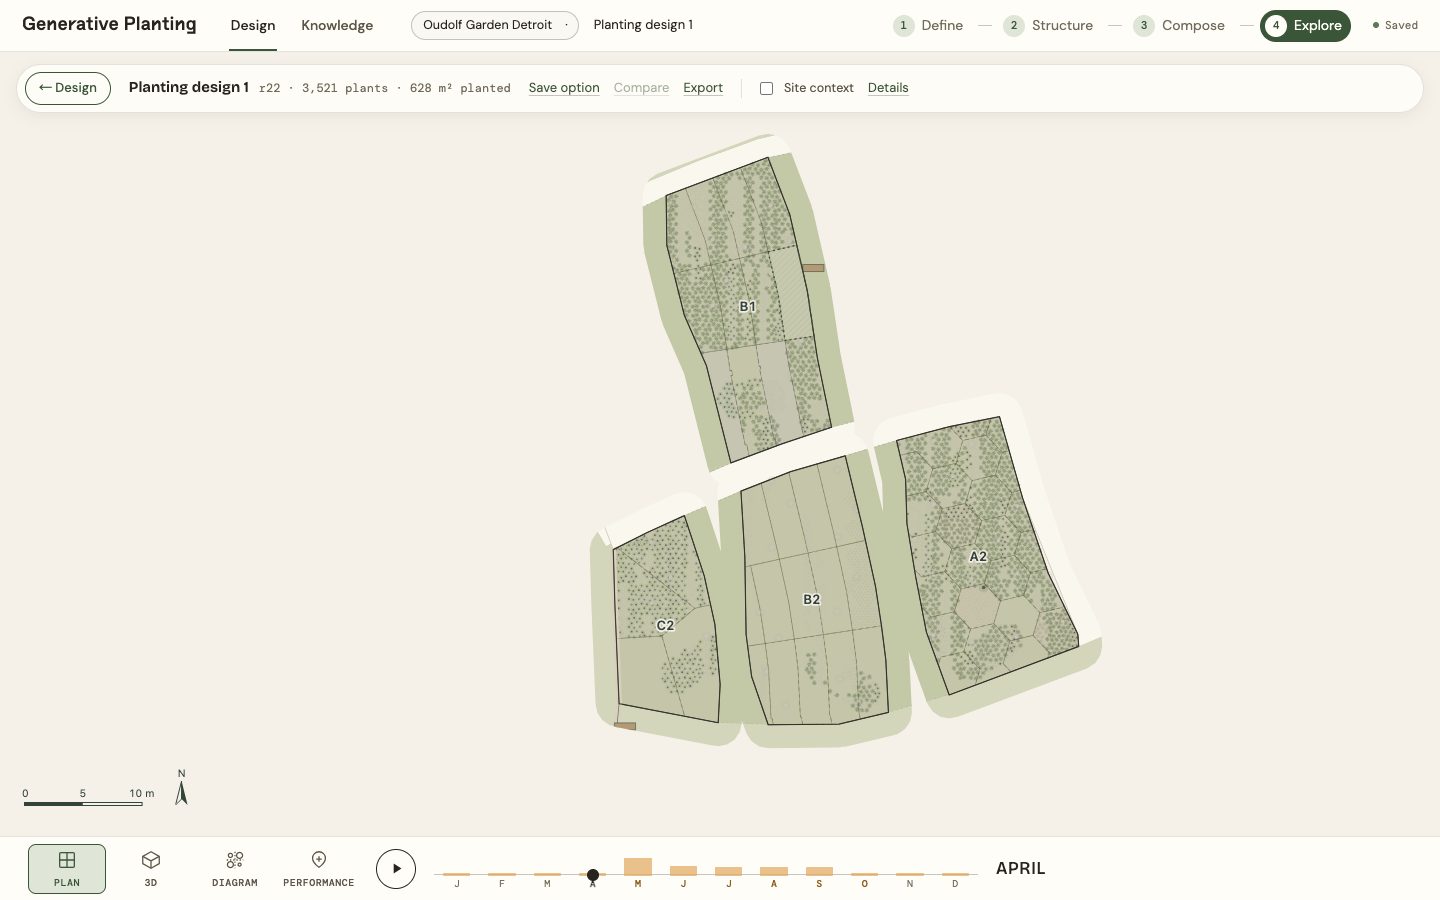 Generative Planting
Design
Knowledge
Oudolf Garden Detroit ·
Planting design 1
1 Define
2 Structure
3 Compose
4 Explore
Saved
← Design
Planting design 1
r22 · 3,521 plants · 628 m² planted
Save option
Compare
Export
Site context
Details
B1
A2
B2
C2
N
0 5 10 m
PLAN
3D
DIAGRAM
PERFORMANCE
J F M A M J J A S O N D
APRIL